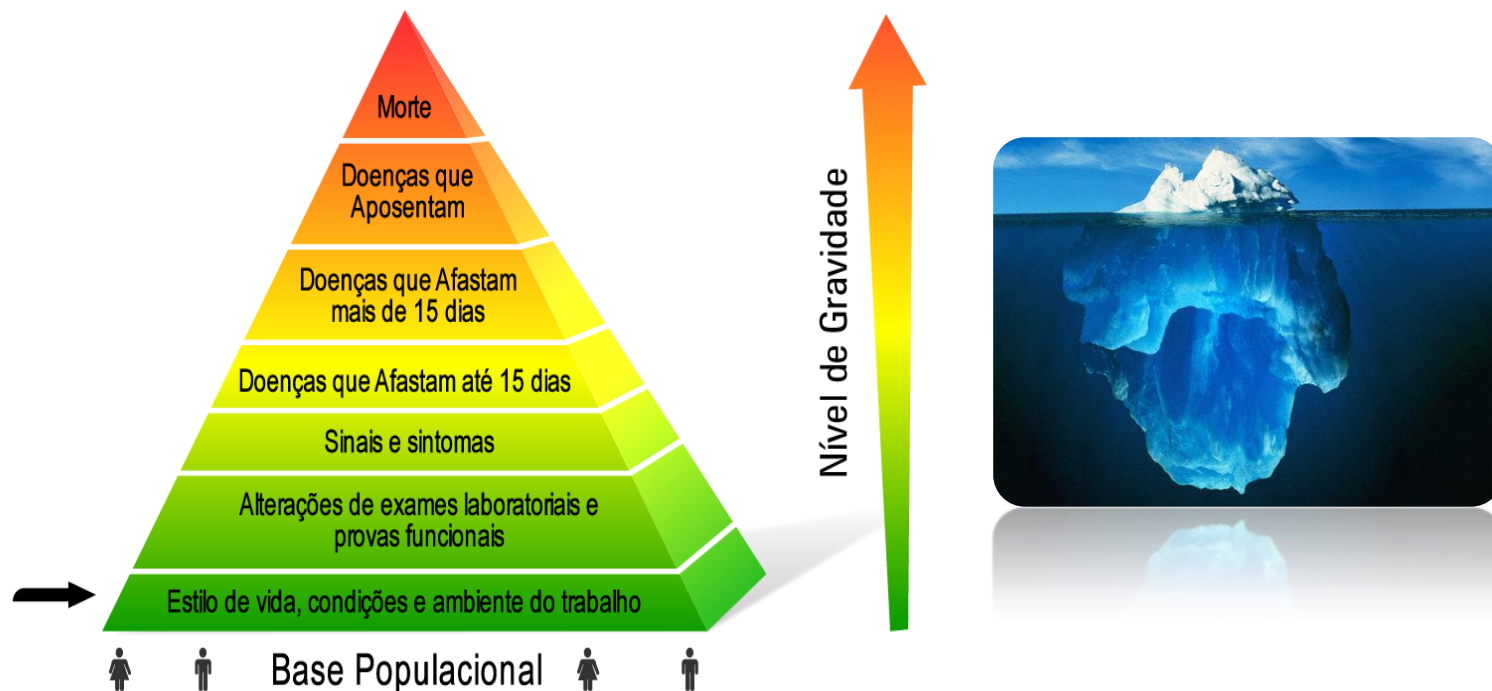 Morte
Doenças que
Aposentam
Doenças que Afastam
mais de 15 dias
Doenças que Afastam até 15 dias
Sinais e sintomas
Alterações de exames laboratoriais e
provas funcionais
Estilo de vida, condições e ambiente do trabalho
Base Populacional
Nível de Gravidade